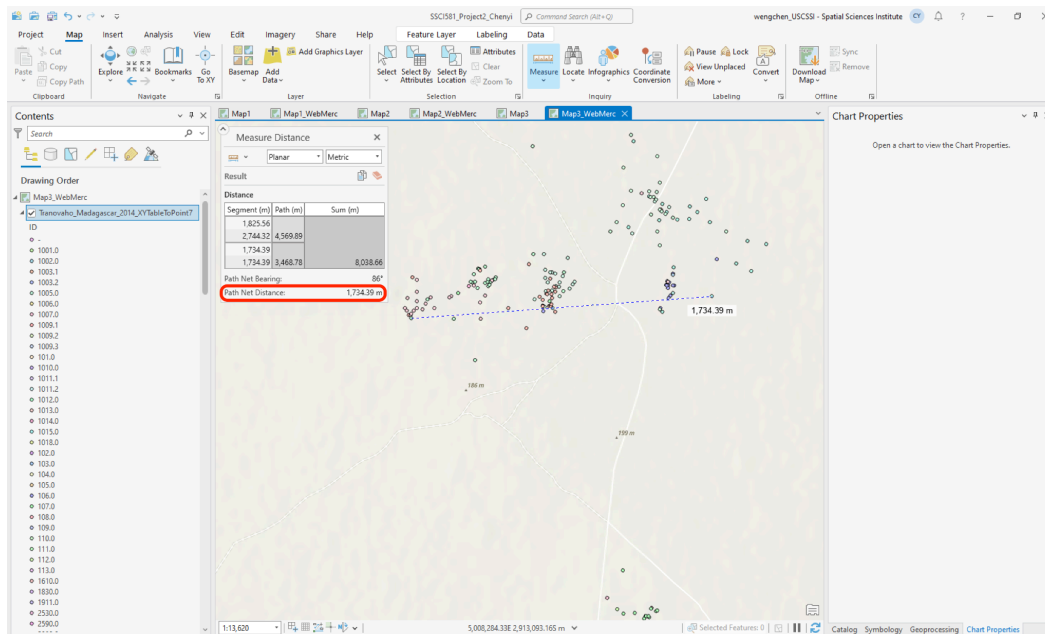 SSCI581_Project2_Chenyi
Command Search (Alt+Q)
wengchen_USCSSI - Spatial Sciences Institute
CY
?
Project Map Insert Analysis View Edit Imagery Share Help Feature Layer Labeling Data
Cut
Copy
Paste
Copy Path
Clipboard
Explore
Bookmarks
Go To XY
Navigate
Basemap
Add Data
Add Graphics Layer
Layer
Select
Select By Attributes
Select By Location
Attributes
Clear
Zoom To
Selection
Measure
Locate
Infographics
Coordinate Conversion
Inquiry
Pause
Lock
View Unplaced
More
Convert
Labeling
Download Map
Sync
Remove
Offline
Contents
Search
Drawing Order
Map3_WebMerc
Tranovaho_Madagascar_2014_XYTableToPoint7
ID
-
1001.0
1002.0
1003.1
1003.2
1005.0
1006.0
1007.0
1009.1
1009.2
1009.3
101.0
1010.0
1011.1
1011.2
1012.0
1013.0
1014.0
1015.0
1018.0
102.0
103.0
104.0
105.0
106.0
107.0
108.0
109.0
110.0
111.0
112.0
113.0
1610.0
1830.0
1911.0
2530.0
2590.0
Map1 Map1_WebMerc Map2 Map2_WebMerc Map3 Map3_WebMerc
Measure Distance
Planar Metric
Result
Distance
Segment (m) Path (m) Sum (m)
1,825.56
2,744.32 4,569.89
1,734.39
1,734.39 3,468.78 8,038.66
Path Net Bearing: 86°
Path Net Distance: 1,734.39 m
1,734.39 m
186 m
199 m
1:13,620
5,008,284.33E 2,913,093.16S m
Selected Features: 0
Chart Properties
Open a chart to view the Chart Properties.
Catalog Symbology Geoprocessing Chart Properties